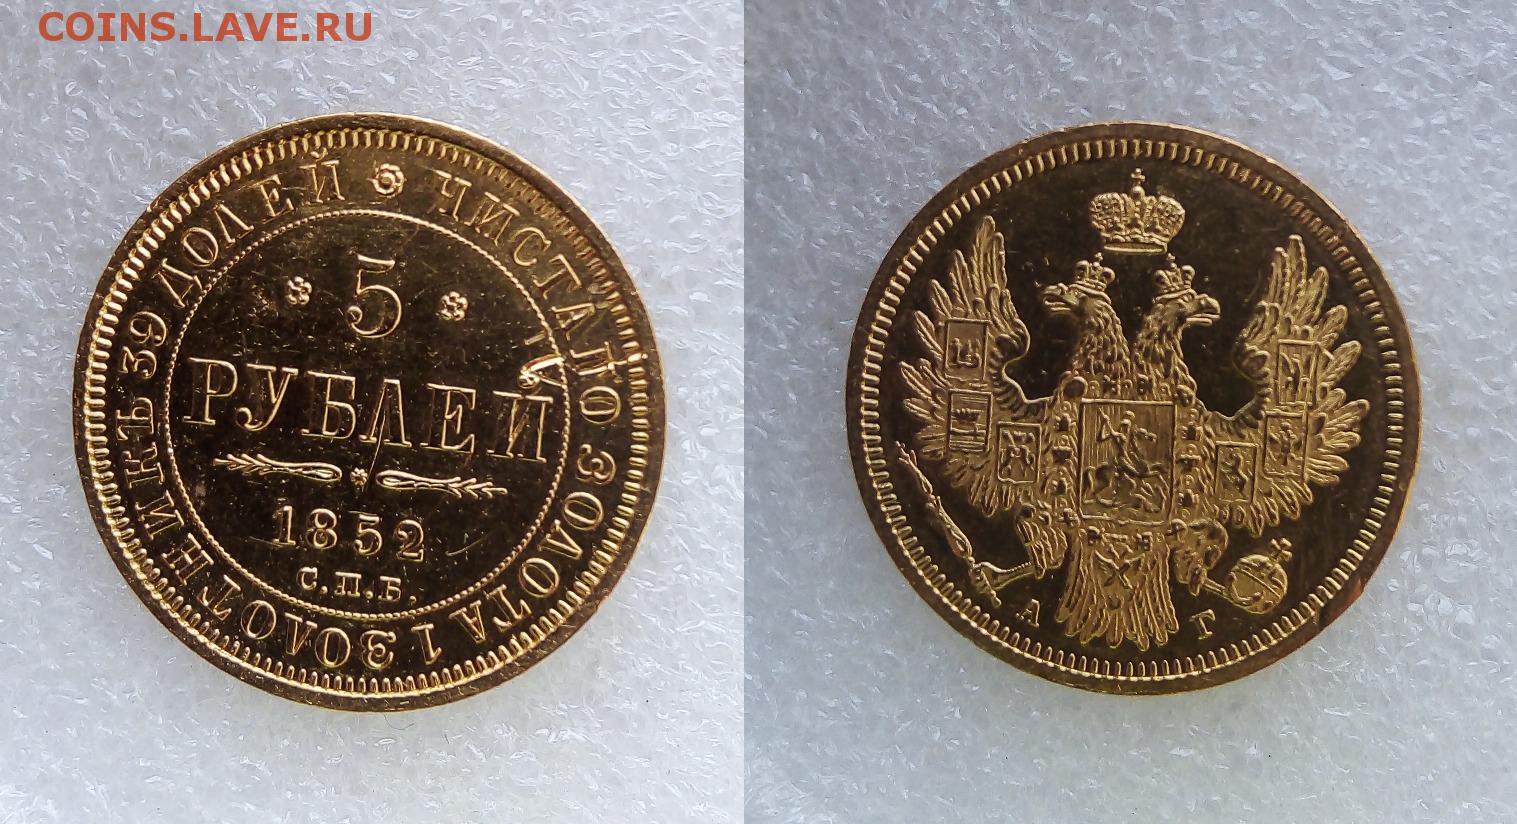 COINS.LAVE.RU
ЧИСТАГО ЗОЛОТА 1 ЗОЛОТНИКЪ 39 ДОЛЕЙ
5
РУБЛЕЙ
1852
С.П.Б.
А Г